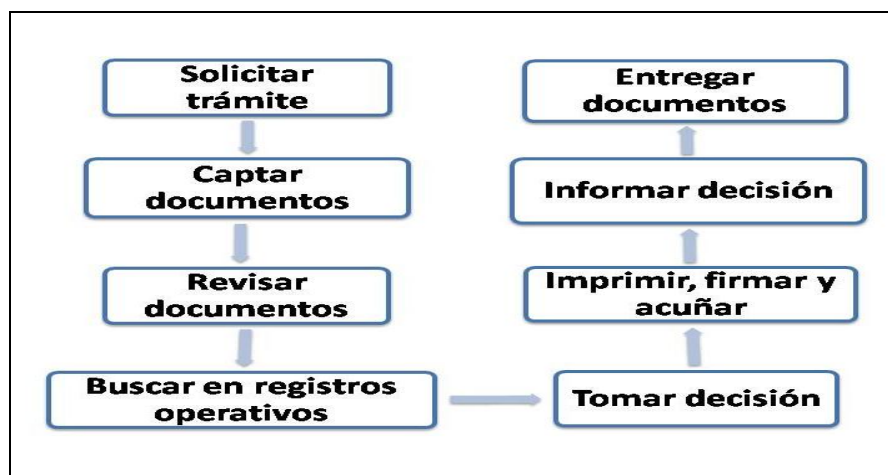 Solicitar
trámite
Captar
documentos
Revisar
documentos
Buscar en registros
operativos
Tomar decisión
Imprimir, firmar y
acuñar
Informar decisión
Entregar
documentos